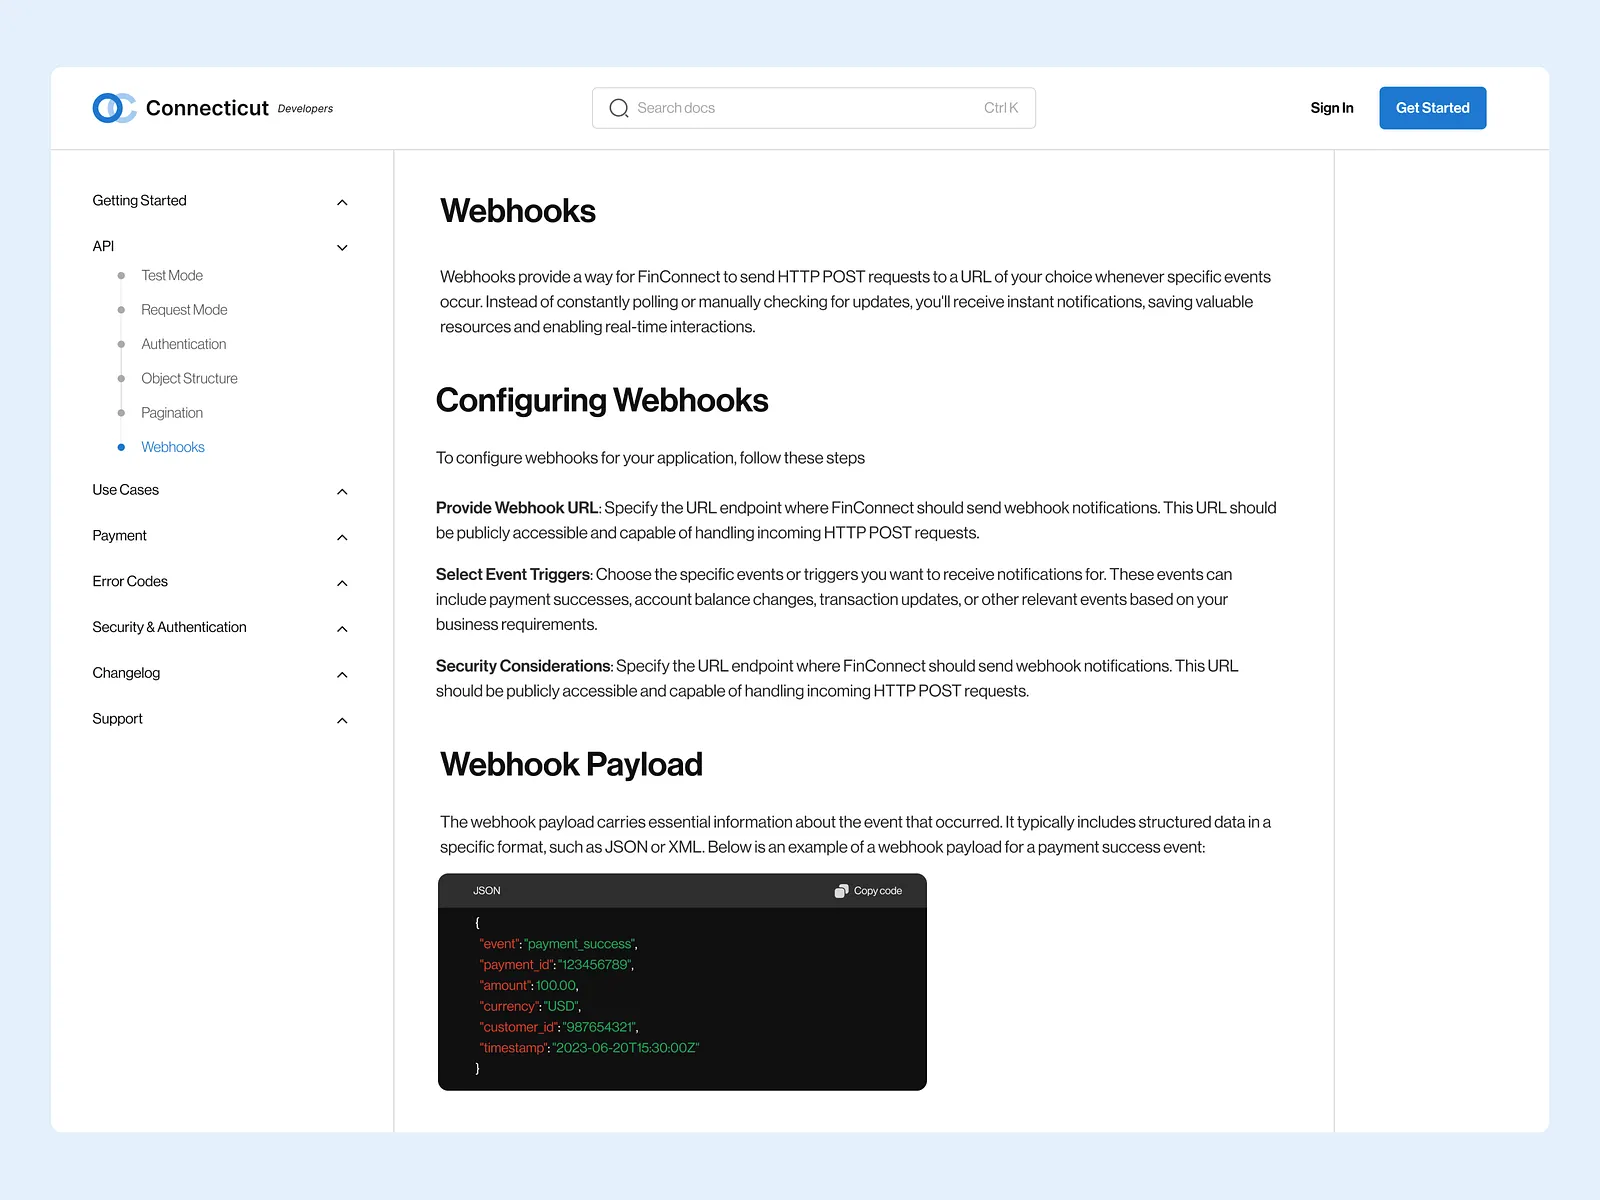 Connecticut Developers
Search docs
Ctrl K
Sign In
Get Started
Getting Started
API
Test Mode
Request Mode
Authentication
Object Structure
Pagination
Webhooks
Use Cases
Payment
Error Codes
Security & Authentication
Changelog
Support
Webhooks
Webhooks provide a way for FinConnect to send HTTP POST requests to a URL of your choice whenever specific events
occur. Instead of constantly polling or manually checking for updates, you'll receive instant notifications, saving valuable
resources and enabling real-time interactions.
Configuring Webhooks
To configure webhooks for your application, follow these steps
Provide Webhook URL: Specify the URL endpoint where FinConnect should send webhook notifications. This URL should
be publicly accessible and capable of handling incoming HTTP POST requests.
Select Event Triggers: Choose the specific events or triggers you want to receive notifications for. These events can
include payment successes, account balance changes, transaction updates, or other relevant events based on your
business requirements.
Security Considerations: Specify the URL endpoint where FinConnect should send webhook notifications. This URL
should be publicly accessible and capable of handling incoming HTTP POST requests.
Webhook Payload
The webhook payload carries essential information about the event that occurred. It typically includes structured data in a
specific format, such as JSON or XML. Below is an example of a webhook payload for a payment success event:
JSON
Copy code
{
"event": "payment_success",
"payment_id": "123456789",
"amount": 100.00,
"currency": "USD",
"customer_id": "987654321",
"timestamp": "2023-06-20T15:30:00Z"
}